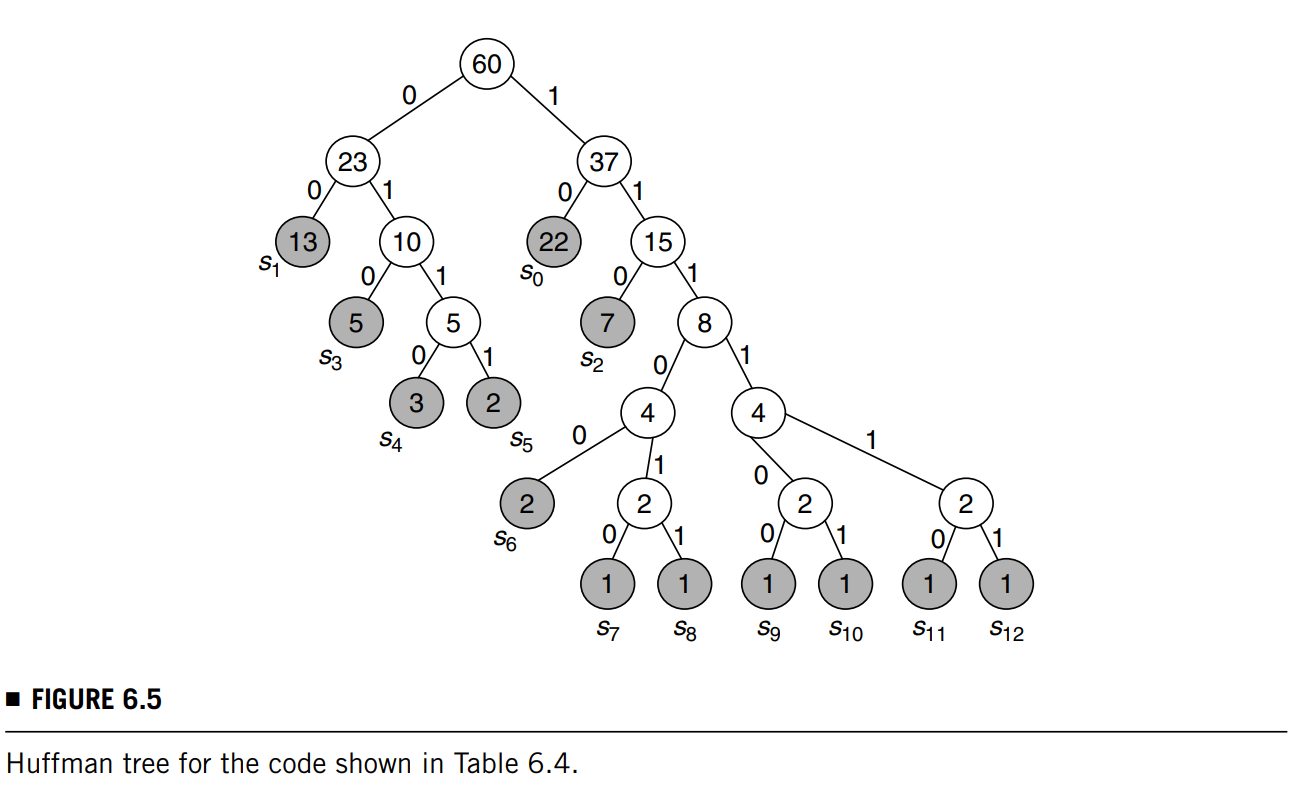 60
0 1
23 37
0 1 0 1
13 10 22 15
s1 0 1 s0 0 1
5 5 7 8
s3 0 1 s2 0 1
3 2 4 4
s4 s5 0 1 0 1
2 2 2 2
s6 0 1 0 1 0 1
1 1 1 1 1 1
s7 s8 s9 s10 s11 s12
■ FIGURE 6.5
Huffman tree for the code shown in Table 6.4.